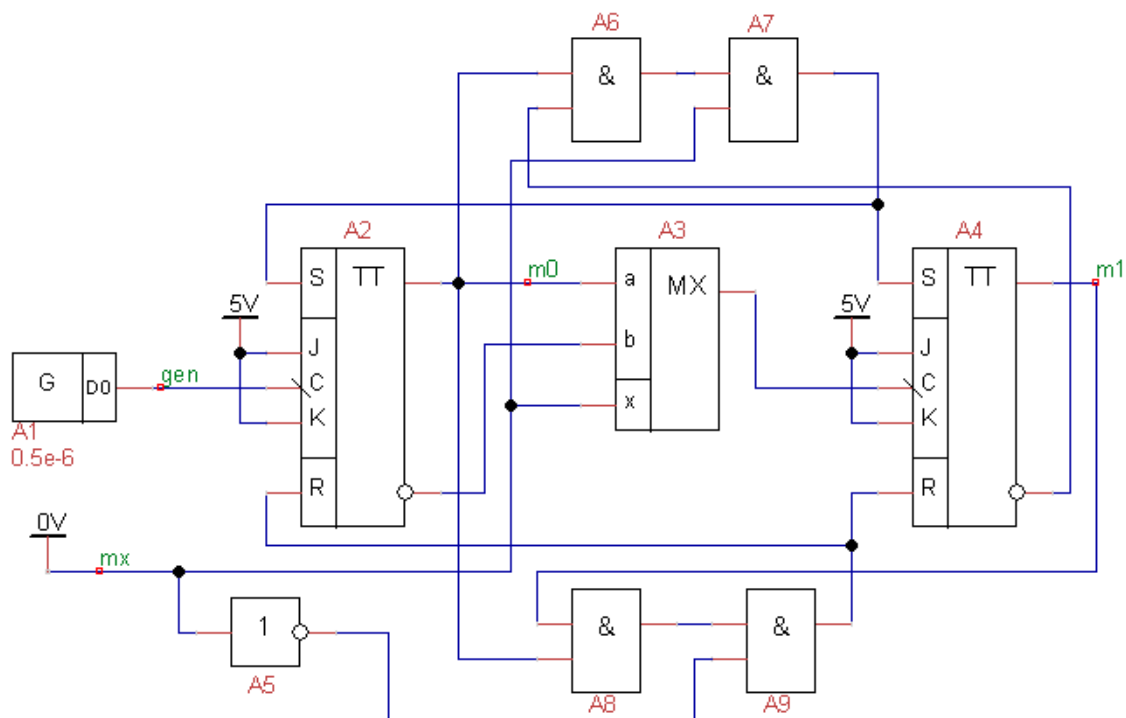 A6
A7
&
&
A2
A3
A4
S
TT
m0
a
MX
S
TT
m1
5V
5V
J
b
J
G
D0
gen
C
x
C
K
K
A1
0.5e-6
R
R
0V
mx
1
&
&
A5
A8
A9